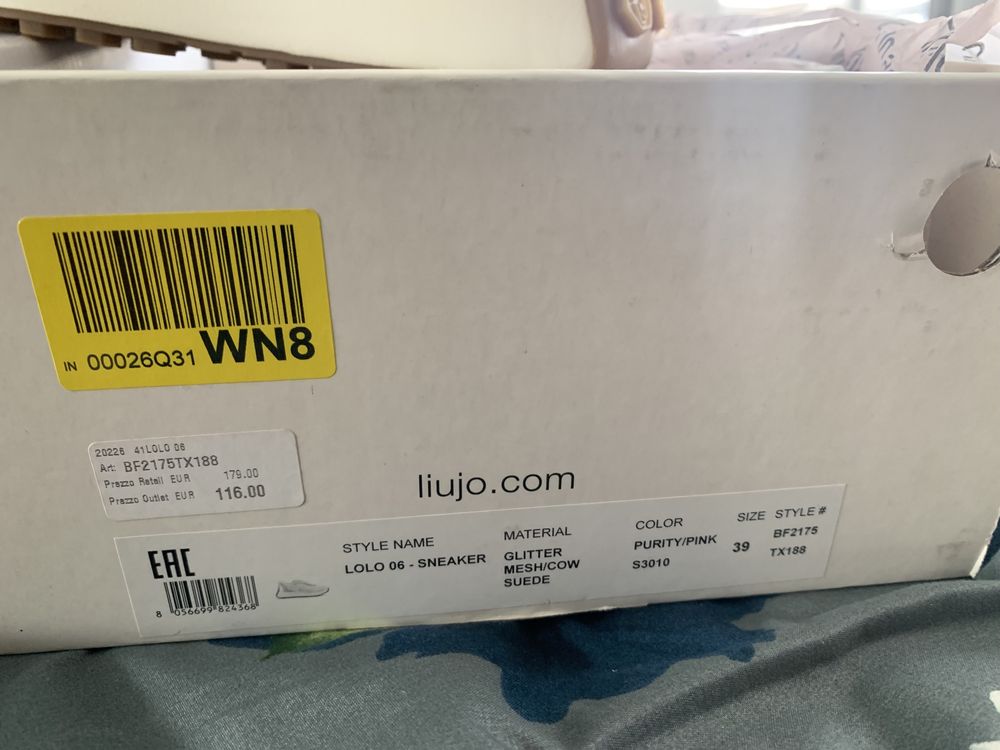 IN 00026Q31 WN8
20226 41LOLO 06
Art: BF2175TX188
Prezzo Retail EUR 179.00
Prezzo Outlet EUR 116.00
liujo.com
EAC
8 056699 824368
STYLE NAME
LOLO 06 - SNEAKER
MATERIAL
GLITTER
MESH/COW
SUEDE
COLOR
PURITY/PINK
S3010
SIZE
39
STYLE #
BF2175
TX188